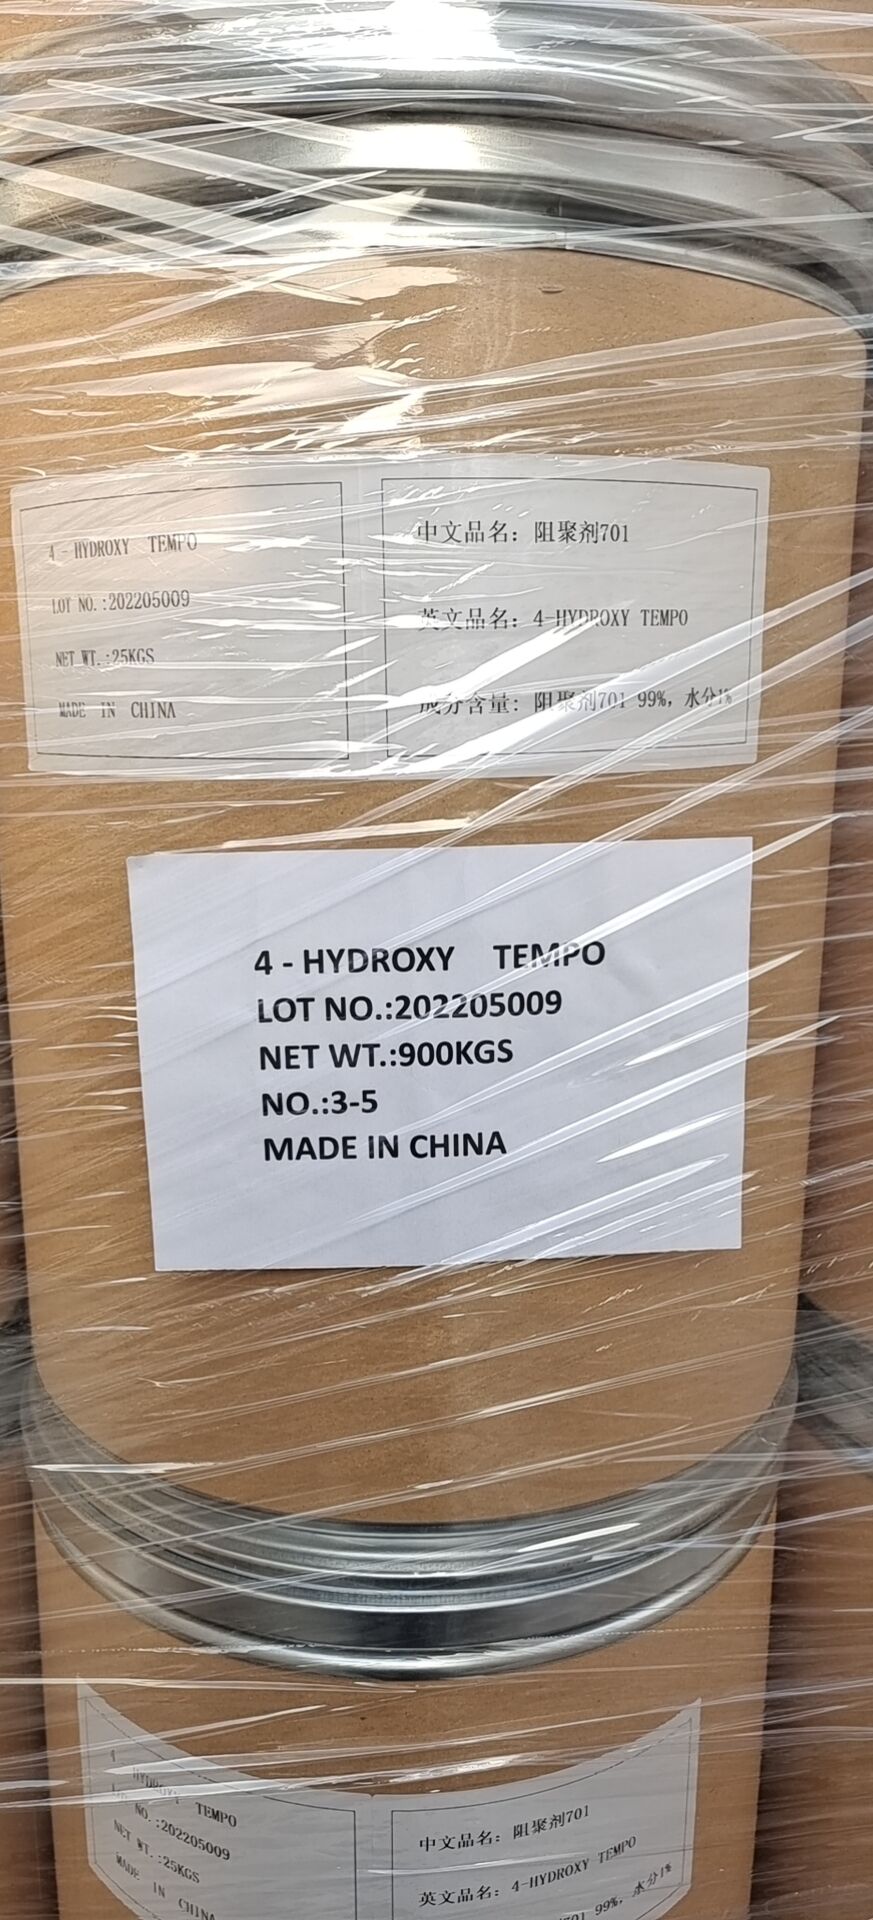 4 - HYDROXY TEMPO
LOT NO.:202205009
NET WT.:25KGS
MADE IN CHINA
中文品名：阻聚剂701
英文品名：4-HYDROXY TEMPO
成分含量：阻聚剂701 99%，水分1%
4 - HYDROXY TEMPO
LOT NO.:202205009
NET WT.:900KGS
NO.:3-5
MADE IN CHINA
4 HYDROXY TEMPO
LOT NO.:202205009
NET WT.:25KGS
MADE IN CHINA
中文品名：阻聚剂701
英文品名：4-HYDROXY TEMPO
701 99%，水分1%